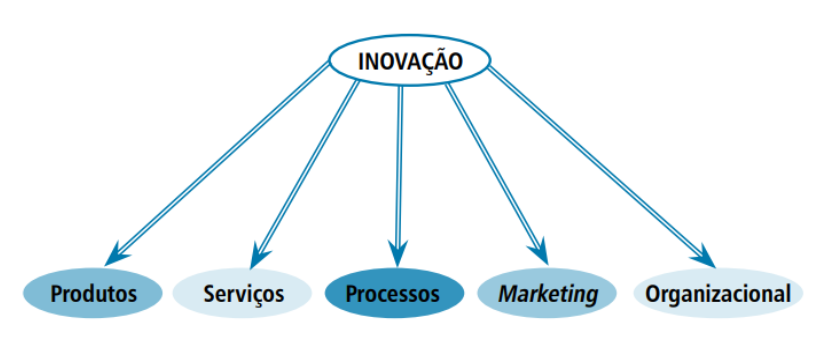 INOVAÇÃO
Produtos Serviços Processos Marketing Organizacional